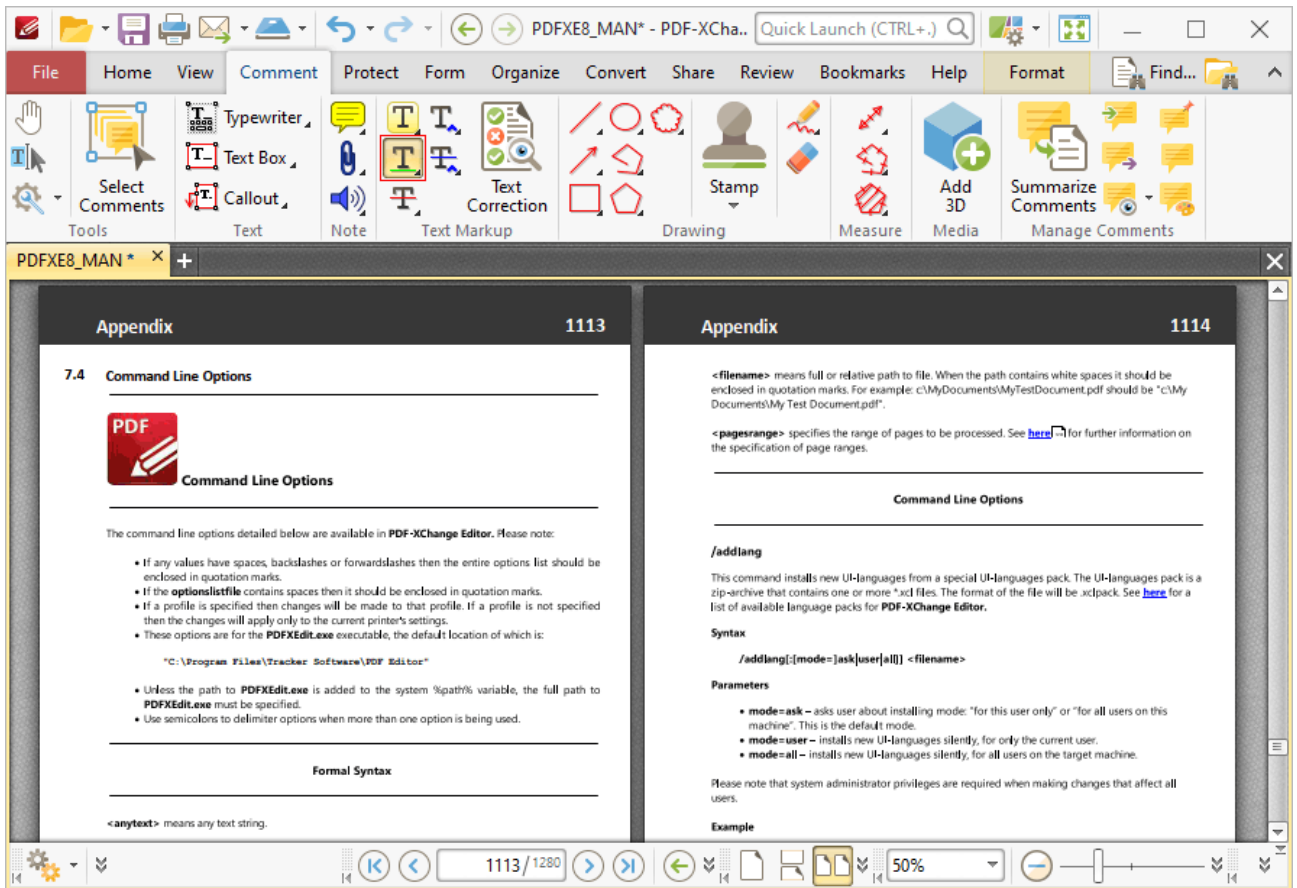 PDFXE8_MAN* - PDF-XCha..
Quick Launch (CTRL+.)
File Home View Comment Protect Form Organize Convert Share Review Bookmarks Help Format Find...
Select Comments
Tools
Typewriter
Text Box
Callout
Text
Note
Text Correction
Text Markup
Drawing
Stamp
Measure
Add 3D
Media
Summarize Comments
Manage Comments
PDFXE8_MAN *
Appendix 1113
7.4 Command Line Options
PDF
Command Line Options
The command line options detailed below are available in PDF-XChange Editor. Please note:
• If any values have spaces, backslashes or forwardslashes then the entire options list should be
enclosed in quotation marks.
• If the optionslistfile contains spaces then it should be enclosed in quotation marks.
• If a profile is specified then changes will be made to that profile. If a profile is not specified
then the changes will apply only to the current printer's settings.
• These options are for the PDFXEdit.exe executable, the default location of which is:
"C:\Program Files\Tracker Software\PDF Editor"
• Unless the path to PDFXEdit.exe is added to the system %path% variable, the full path to
PDFXEdit.exe must be specified.
• Use semicolons to delimiter options when more than one option is being used.
Formal Syntax
<anytext> means any text string.
Appendix 1114
<filename> means full or relative path to file. When the path contains white spaces it should be
enclosed in quotation marks. For example: c\MyDocuments\MyTestDocument.pdf should be "c\My
Documents\My Test Document.pdf".
<pagesrange> specifies the range of pages to be processed. See here for further information on
the specification of page ranges.
Command Line Options
/addlang
This command installs new UI-languages from a special UI-languages pack. The UI-languages pack is a
zip-archive that contains one or more *.xcl files. The format of the file will be .xclpack. See here for a
list of available language packs for PDF-XChange Editor.
Syntax
/addlang[:[mode=]ask|user|all]] <filename>
Parameters
• mode=ask – asks user about installing mode: "for this user only" or "for all users on this
machine". This is the default mode.
• mode=user – installs new UI-languages silently, for only the current user.
• mode=all – installs new UI-languages silently, for all users on the target machine.
Please note that system administrator privileges are required when making changes that affect all
users.
Example
1113 / 1280
50%